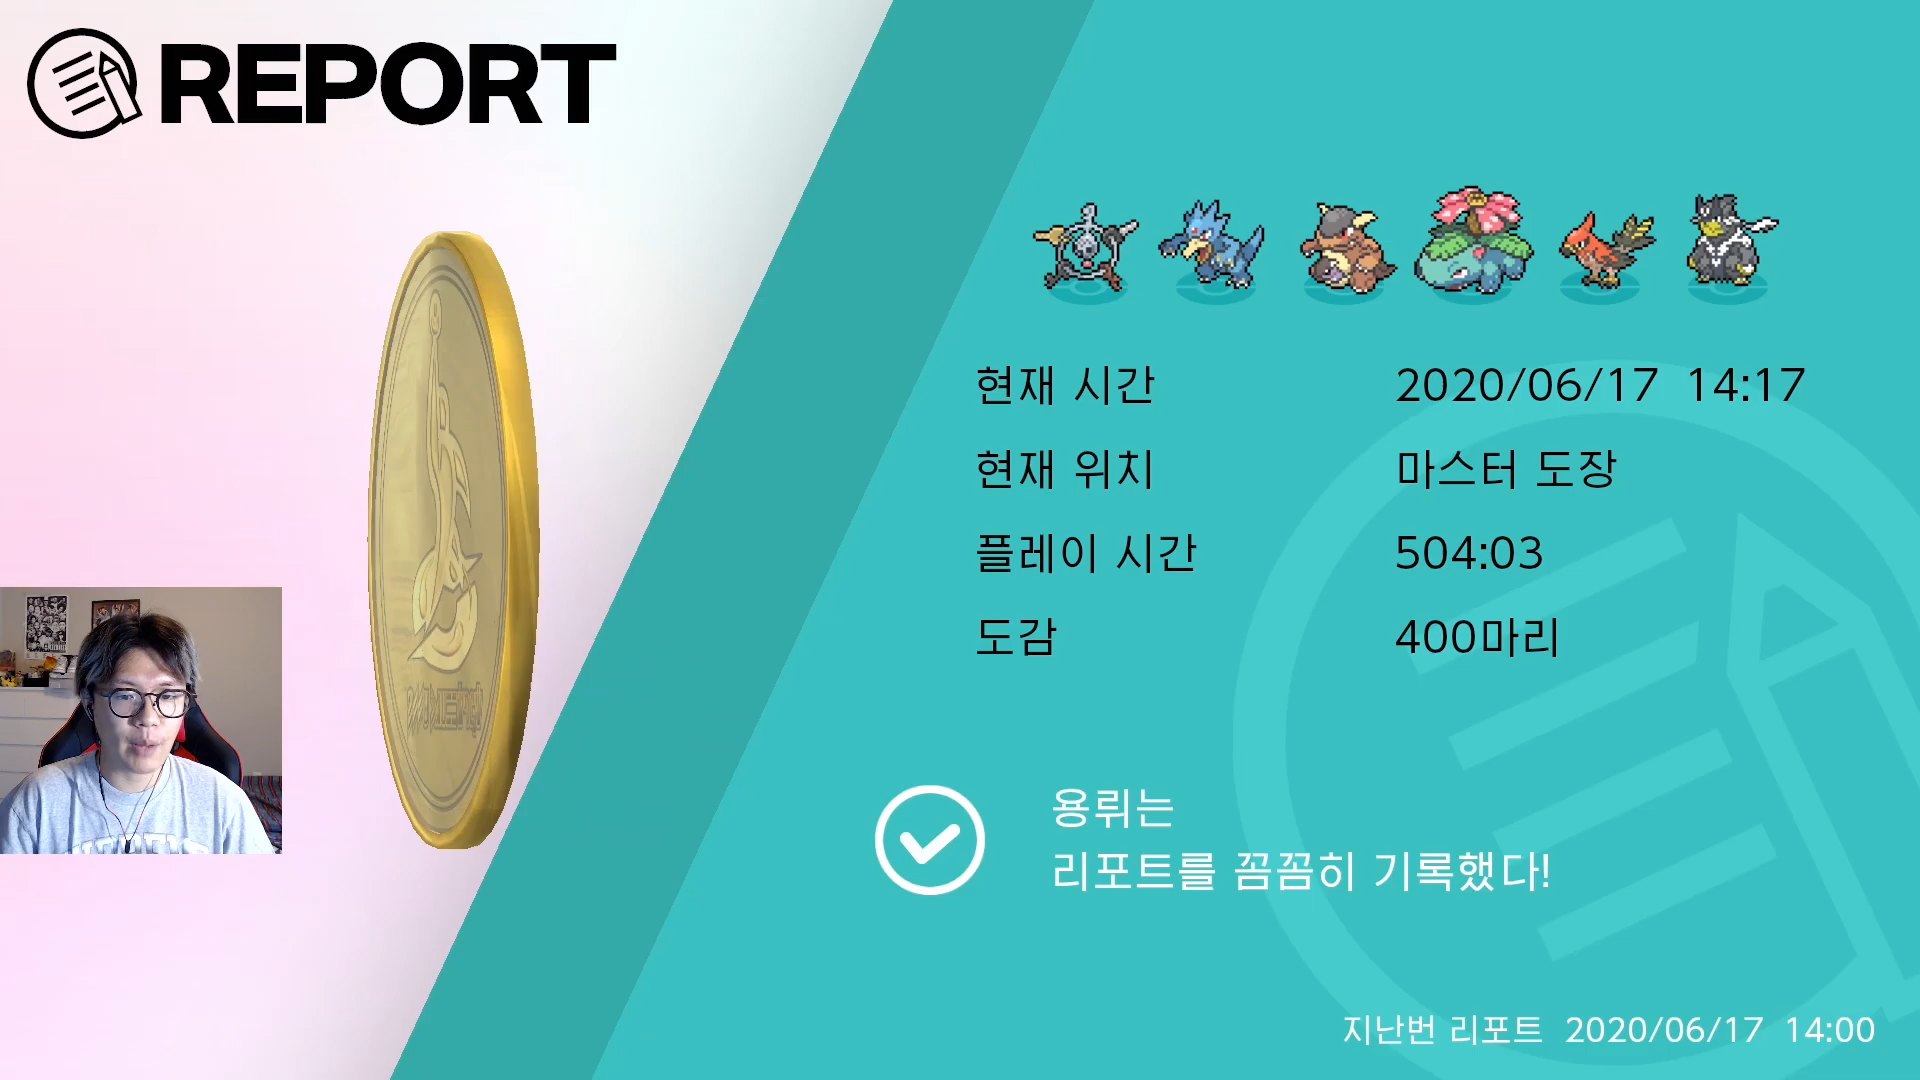 REPORT
현재 시간 2020/06/17 14:17
현재 위치 마스터 도장
플레이 시간 504:03
도감 400마리
용뤼는
리포트를 꼼꼼히 기록했다!
지난번 리포트 2020/06/17 14:00